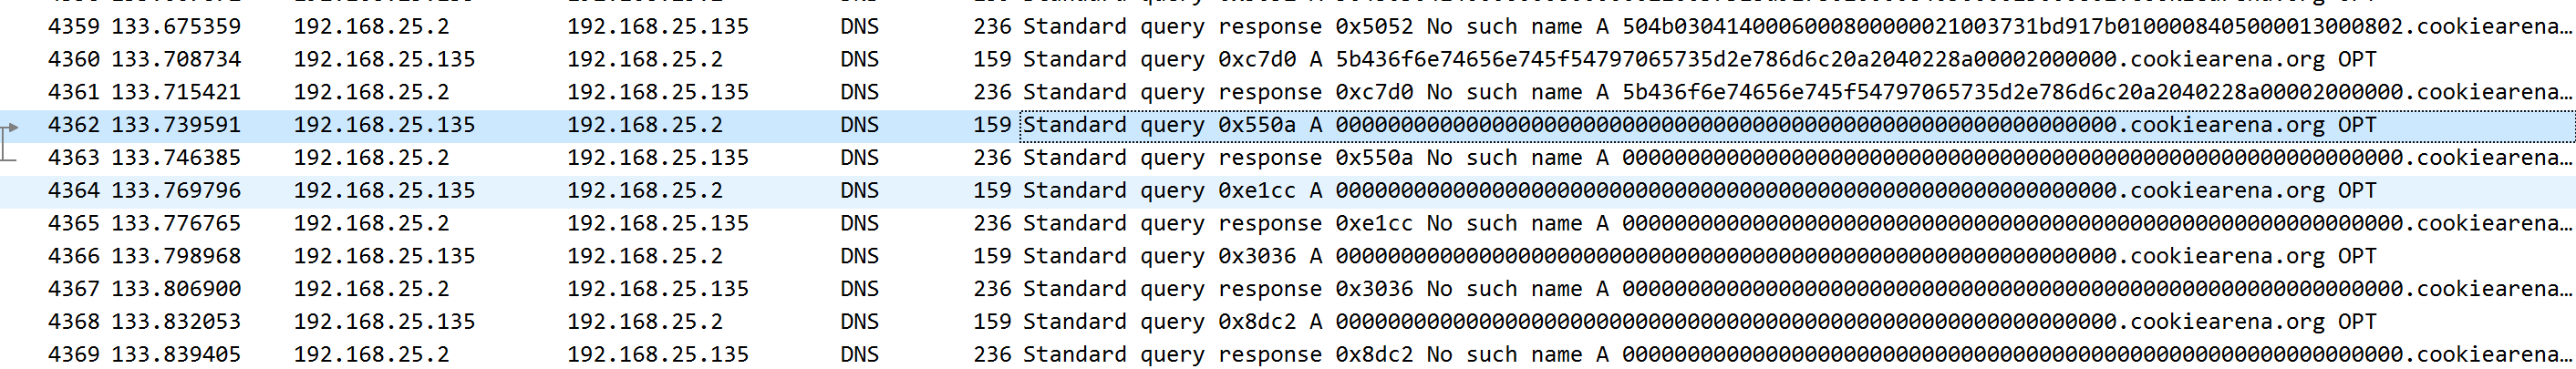 4359 133.675359 192.168.25.2 192.168.25.135 DNS 236 Standard query response 0x5052 No such name A 504b0304140006000800000021003731bd917b0100008405000013000802.cookiearena…
4360 133.708734 192.168.25.135 192.168.25.2 DNS 159 Standard query 0xc7d0 A 5b436f6e74656e745f54797065735d2e786d6c20a2040228a00002000000.cookiearena.org OPT
4361 133.715421 192.168.25.2 192.168.25.135 DNS 236 Standard query response 0xc7d0 No such name A 5b436f6e74656e745f54797065735d2e786d6c20a2040228a00002000000.cookiearena…
4362 133.739591 192.168.25.135 192.168.25.2 DNS 159 Standard query 0x550a A 000000000000000000000000000000000000000000000000000000000000.cookiearena.org OPT
4363 133.746385 192.168.25.2 192.168.25.135 DNS 236 Standard query response 0x550a No such name A 000000000000000000000000000000000000000000000000000000000000.cookiearena…
4364 133.769796 192.168.25.135 192.168.25.2 DNS 159 Standard query 0xe1cc A 000000000000000000000000000000000000000000000000000000000000.cookiearena.org OPT
4365 133.776765 192.168.25.2 192.168.25.135 DNS 236 Standard query response 0xe1cc No such name A 000000000000000000000000000000000000000000000000000000000000.cookiearena…
4366 133.798968 192.168.25.135 192.168.25.2 DNS 159 Standard query 0x3036 A 000000000000000000000000000000000000000000000000000000000000.cookiearena.org OPT
4367 133.806900 192.168.25.2 192.168.25.135 DNS 236 Standard query response 0x3036 No such name A 000000000000000000000000000000000000000000000000000000000000.cookiearena…
4368 133.832053 192.168.25.135 192.168.25.2 DNS 159 Standard query 0x8dc2 A 000000000000000000000000000000000000000000000000000000000000.cookiearena.org OPT
4369 133.839405 192.168.25.2 192.168.25.135 DNS 236 Standard query response 0x8dc2 No such name A 000000000000000000000000000000000000000000000000000000000000.cookiearena…